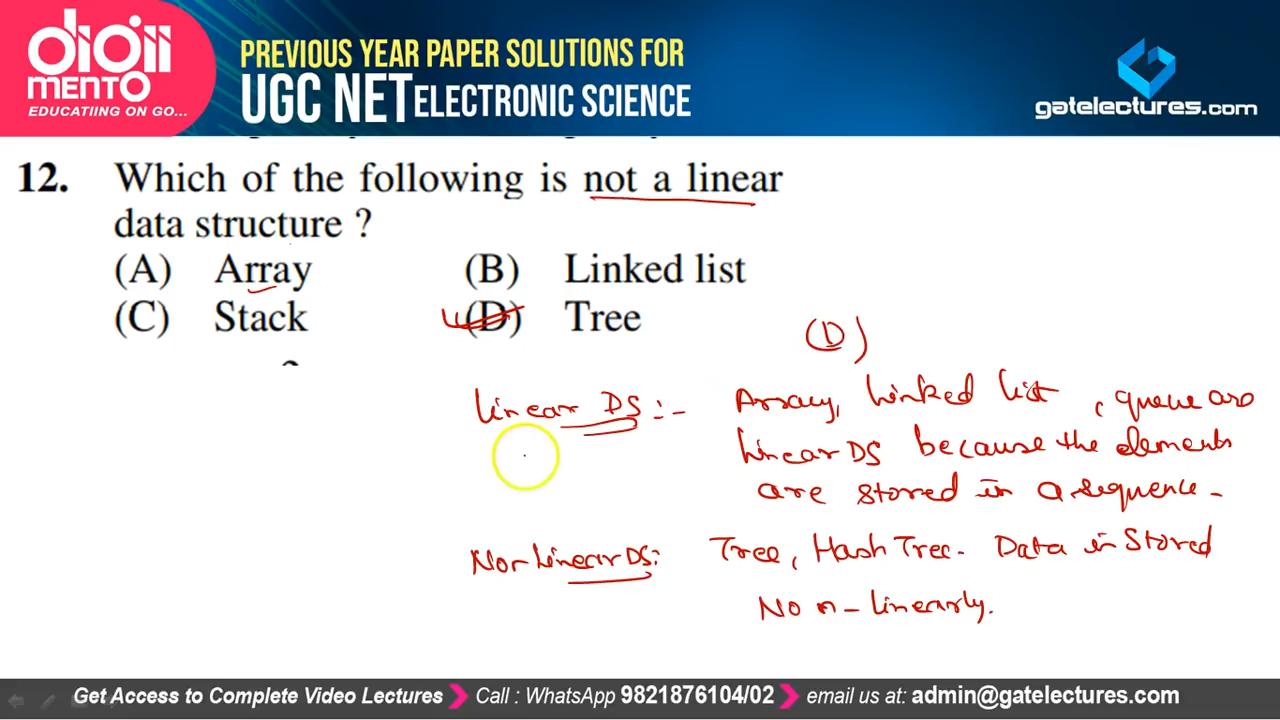 dioii
MENTO
EDUCATIING ON GO...
PREVIOUS YEAR PAPER SOLUTIONS FOR
UGC NET ELECTRONIC SCIENCE
gatelectures.com
12. Which of the following is not a linear
data structure ?
(A) Array (B) Linked list
(C) Stack (D) Tree
(D)
Linear DS :- Array, Linked list, queue are
Linear DS because the elements
are stored in a sequence -
Non Linear DS: Tree, Hash Tree. Data in Stored
Non-linearly.
Get Access to Complete Video Lectures Call : WhatsApp 9821876104/02 email us at: admin@gatelectures.com